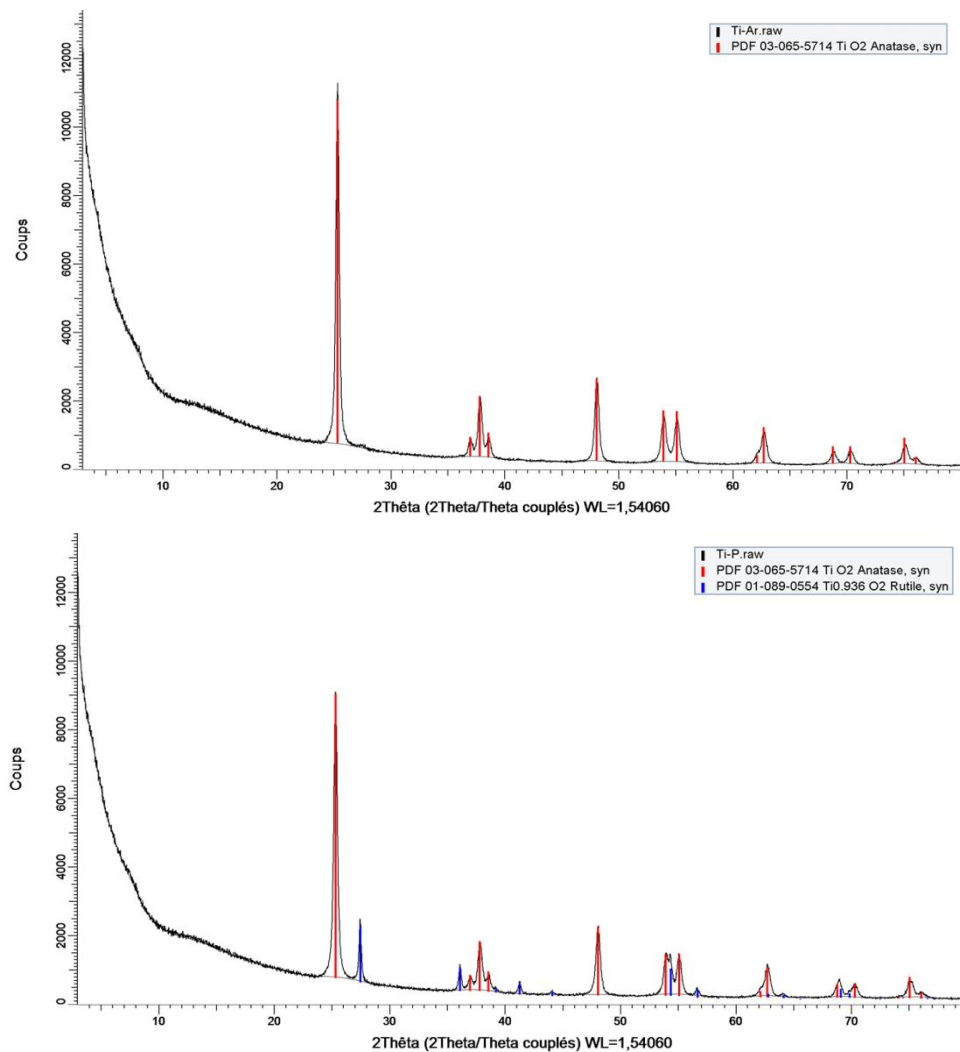 Ti-Ar.raw
PDF 03-065-5714 Ti O2 Anatase, syn
12000
10000
8000
6000
4000
2000
0
Coups
10 20 30 40 50 60 70
2Thêta (2Theta/Theta couplés) WL=1,54060
Ti-P.raw
PDF 03-065-5714 Ti O2 Anatase, syn
PDF 01-089-0554 Ti0.936 O2 Rutile, syn
12000
10000
8000
6000
4000
2000
0
Coups
10 20 30 40 50 60 70
2Thêta (2Theta/Theta couplés) WL=1,54060